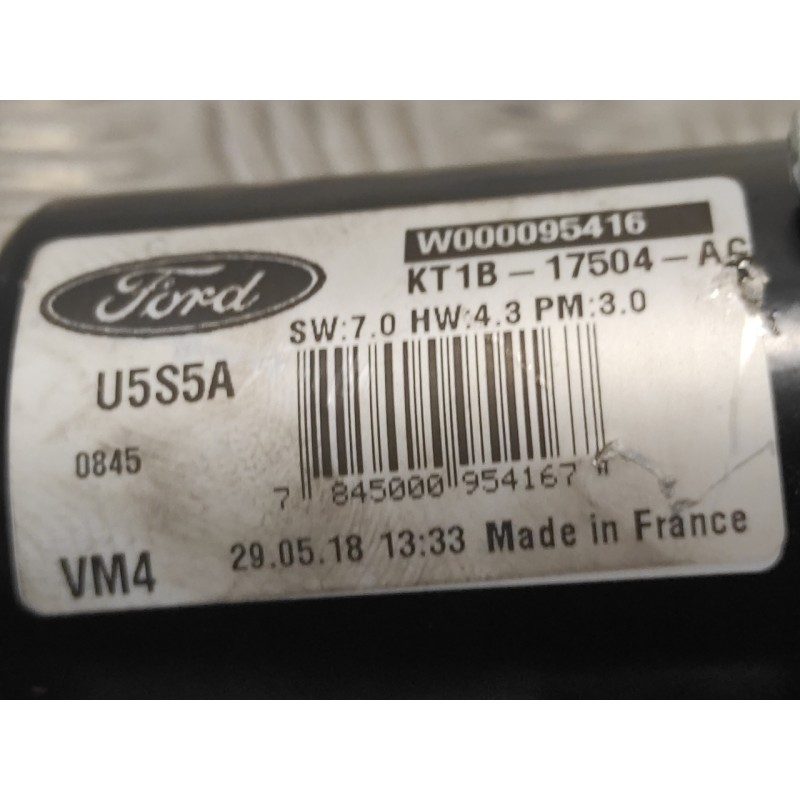 Ford
W000095416
KT1B-17504-AC
SW:7.0 HW:4.3 PM:3.0
U5S5A
0845
7 845000 954167
VM4
29.05.18 13:33 Made in France